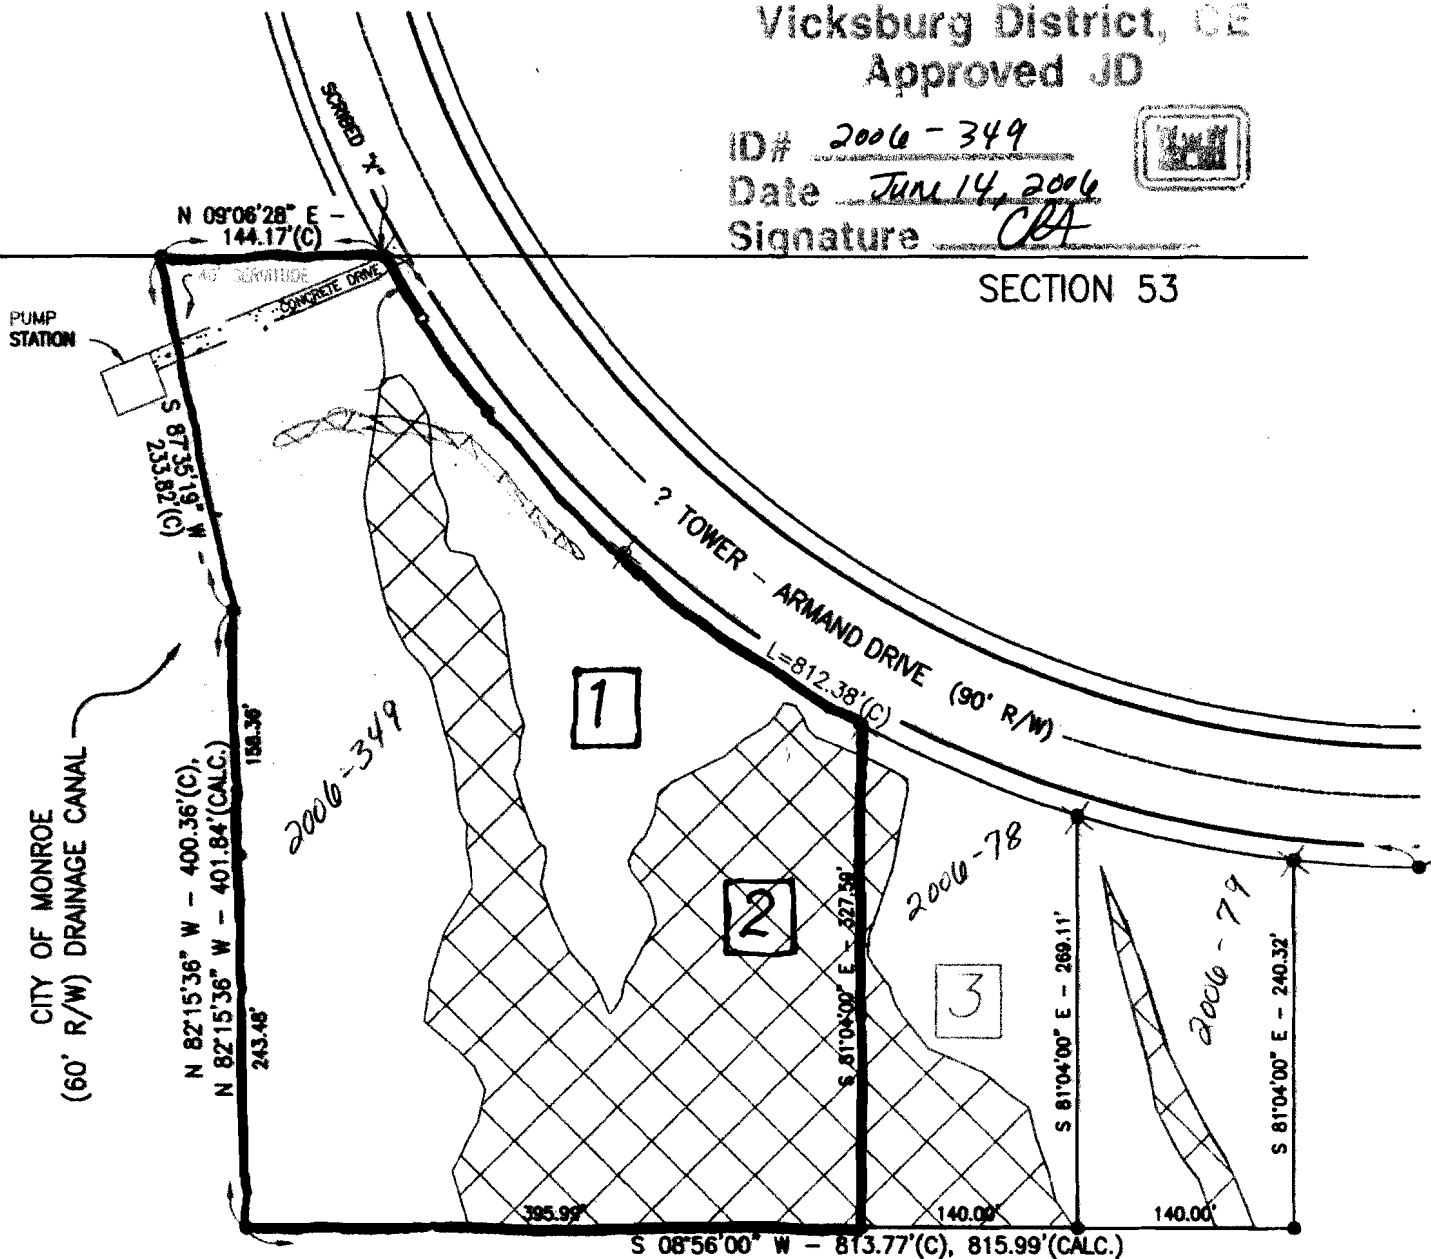 Vicksburg District, CE
Approved JD
ID# 2006-349
Date June 14, 2006
Signature
SECTION 53
SCRIBED "X"
N 09°06'28" E -
144.17'(C)
40' SERVITUDE
CONCRETE DRIVE
PUMP
STATION
S 87°35'19" W -
233.82'(C)
? TOWER - ARMAND DRIVE (90' R/W)
L=812.38'(C)
1
2006-349
158.36'
CITY OF MONROE
(60' R/W) DRAINAGE CANAL
N 82°15'36" W - 400.36'(C),
N 82°15'36" W - 401.84'(CALC.)
243.48'
2
S 81°04'00" E - 327.59'
2006-78
3
S 81°04'00" E - 269.11'
2006-79
S 81°04'00" E - 240.32'
395.99'
140.00'
140.00'
S 08°56'00" W - 813.77'(C), 815.99'(CALC.)